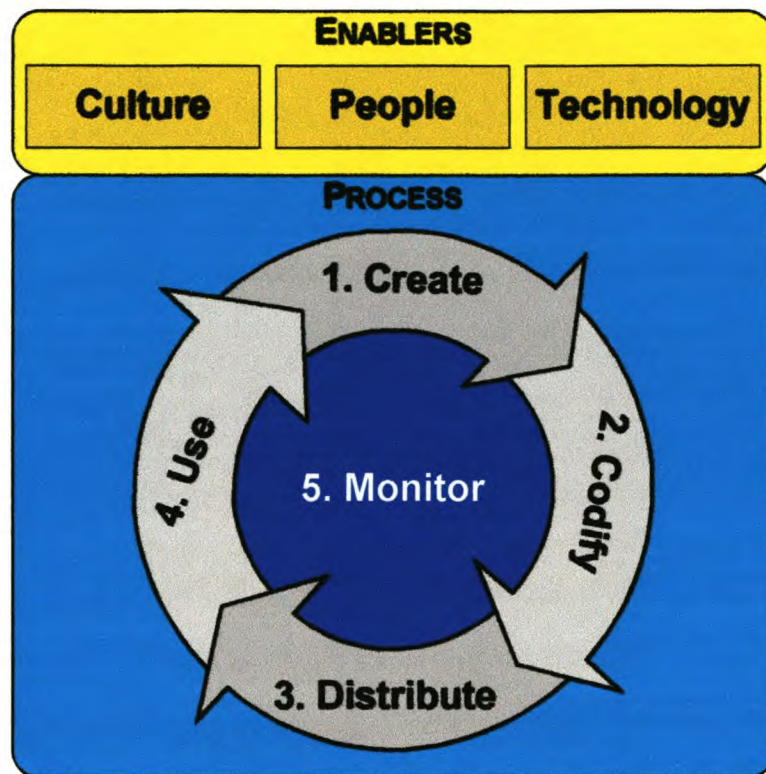 ENABLERS
Culture
People
Technology
PROCESS
1. Create
2. Codify
3. Distribute
4. Use
5. Monitor